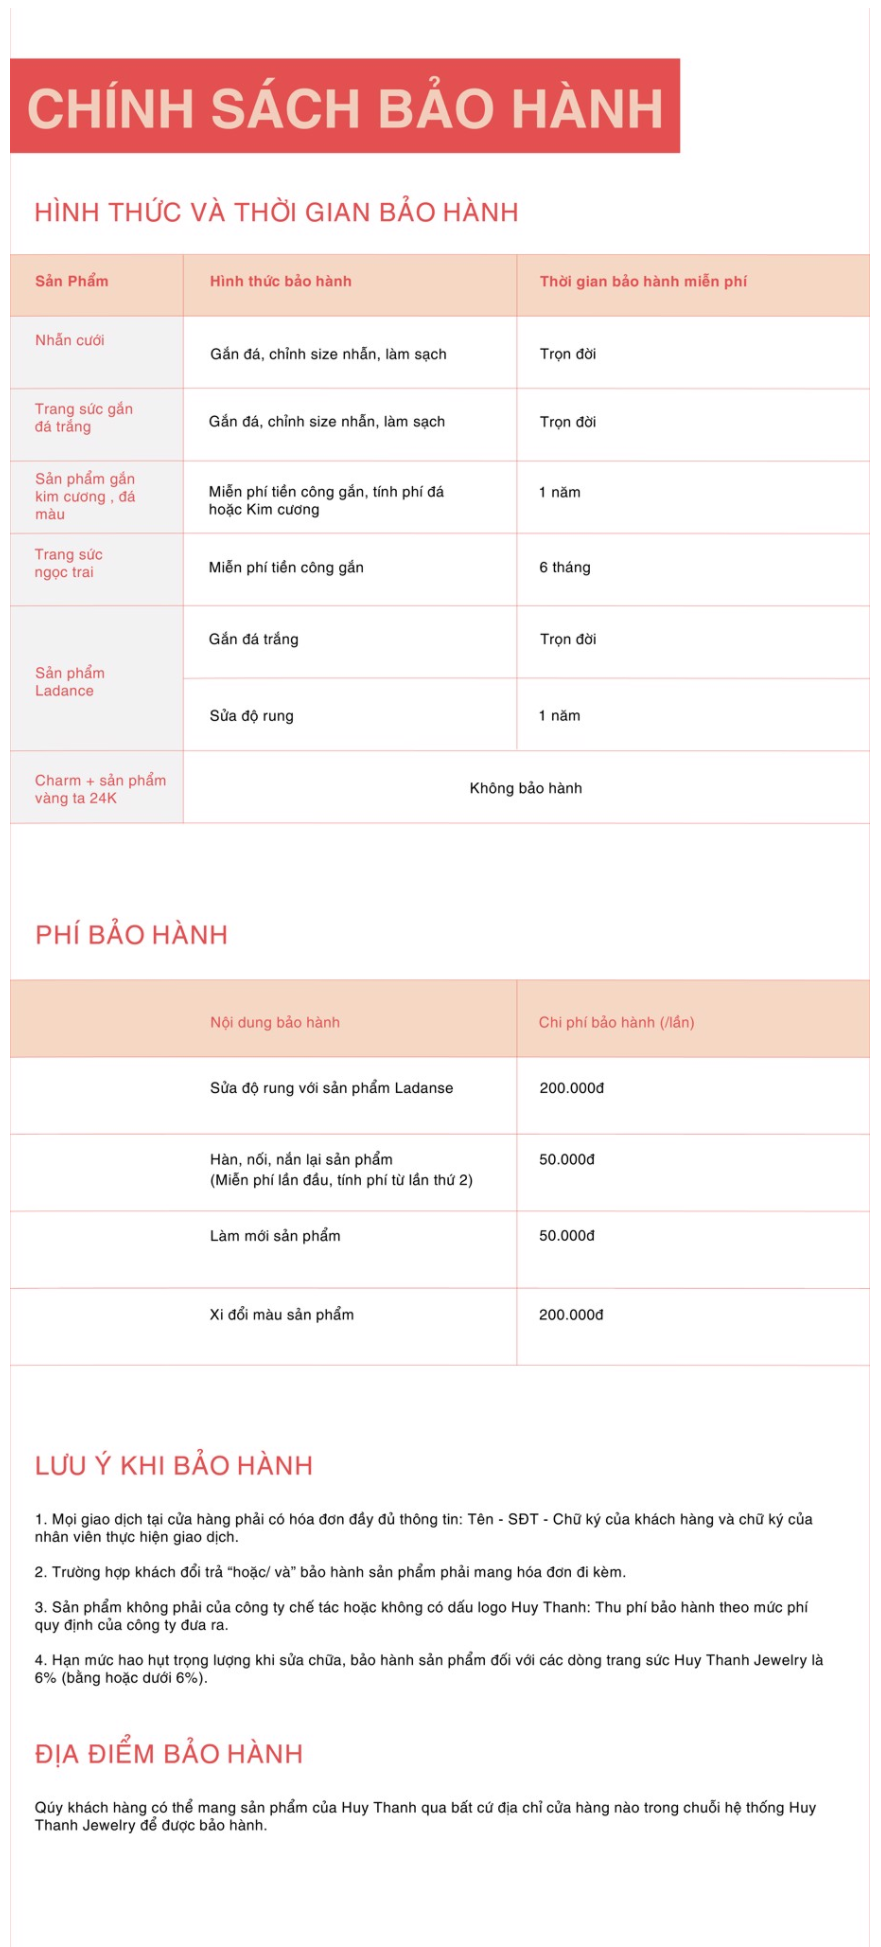 CHÍNH SÁCH BẢO HÀNH
HÌNH THỨC VÀ THỜI GIAN BẢO HÀNH
Sản Phẩm
Hình thức bảo hành
Thời gian bảo hành miễn phí
Nhẫn cưới
Gắn đá, chỉnh size nhẫn, làm sạch
Trọn đời
Trang sức gắn
đá trắng
Gắn đá, chỉnh size nhẫn, làm sạch
Trọn đời
Sản phẩm gắn
kim cương , đá
màu
Miễn phí tiền công gắn, tính phí đá
hoặc Kim cương
1 năm
Trang sức
ngọc trai
Miễn phí tiền công gắn
6 tháng
Sản phẩm
Ladance
Gắn đá trắng
Trọn đời
Sửa độ rung
1 năm
Charm + sản phẩm
vàng ta 24K
Không bảo hành
PHÍ BẢO HÀNH
Nội dung bảo hành
Chi phí bảo hành (/lần)
Sửa độ rung với sản phẩm Ladanse
200.000đ
Hàn, nối, nắn lại sản phẩm
(Miễn phí lần đầu, tính phí từ lần thứ 2)
50.000đ
Làm mới sản phẩm
50.000đ
Xi đổi màu sản phẩm
200.000đ
LƯU Ý KHI BẢO HÀNH
1. Mọi giao dịch tại cửa hàng phải có hóa đơn đầy đủ thông tin: Tên - SĐT - Chữ ký của khách hàng và chữ ký của
nhân viên thực hiện giao dịch.
2. Trường hợp khách đổi trả “hoặc/ và” bảo hành sản phẩm phải mang hóa đơn đi kèm.
3. Sản phẩm không phải của công ty chế tác hoặc không có dấu logo Huy Thanh: Thu phí bảo hành theo mức phí
quy định của công ty đưa ra.
4. Hạn mức hao hụt trọng lượng khi sửa chữa, bảo hành sản phẩm đối với các dòng trang sức Huy Thanh Jewelry là
6% (bằng hoặc dưới 6%).
ĐỊA ĐIỂM BẢO HÀNH
Qúy khách hàng có thể mang sản phẩm của Huy Thanh qua bất cứ địa chỉ cửa hàng nào trong chuỗi hệ thống Huy
Thanh Jewelry để được bảo hành.